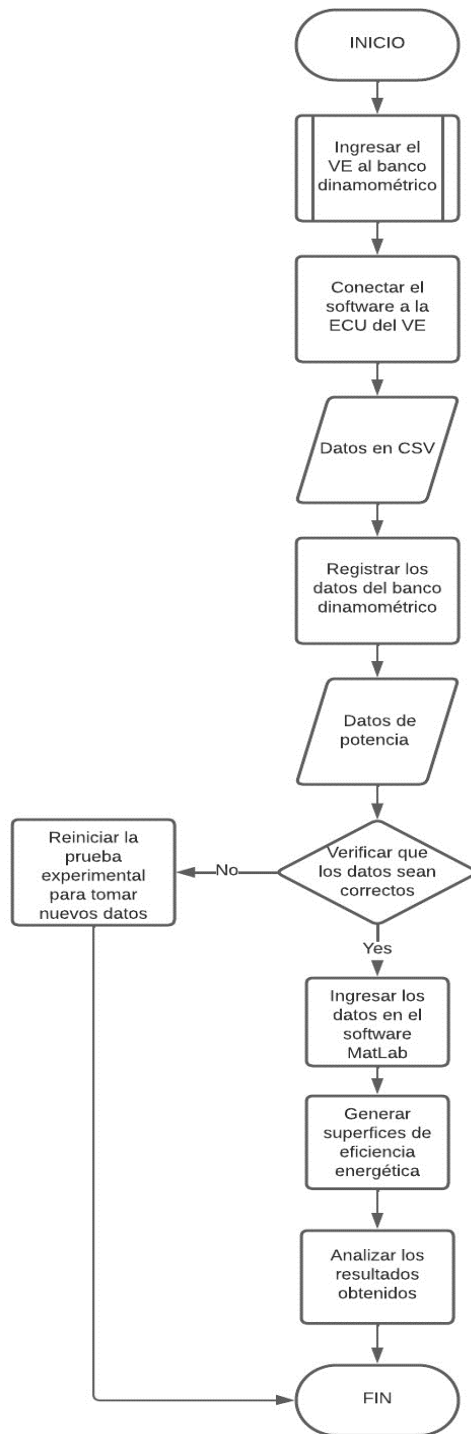 INICIO
Ingresar el
VE al banco
dinamométrico
Conectar el
software a la
ECU del VE
Datos en CSV
Registrar los
datos del banco
dinamométrico
Datos de
potencia
Verificar que
los datos sean
correctos
No
Reiniciar la
prueba
experimental
para tomar
nuevos datos
Yes
Ingresar los
datos en el
software
MatLab
Generar
superfices de
eficiencia
energética
Analizar los
resultados
obtenidos
FIN